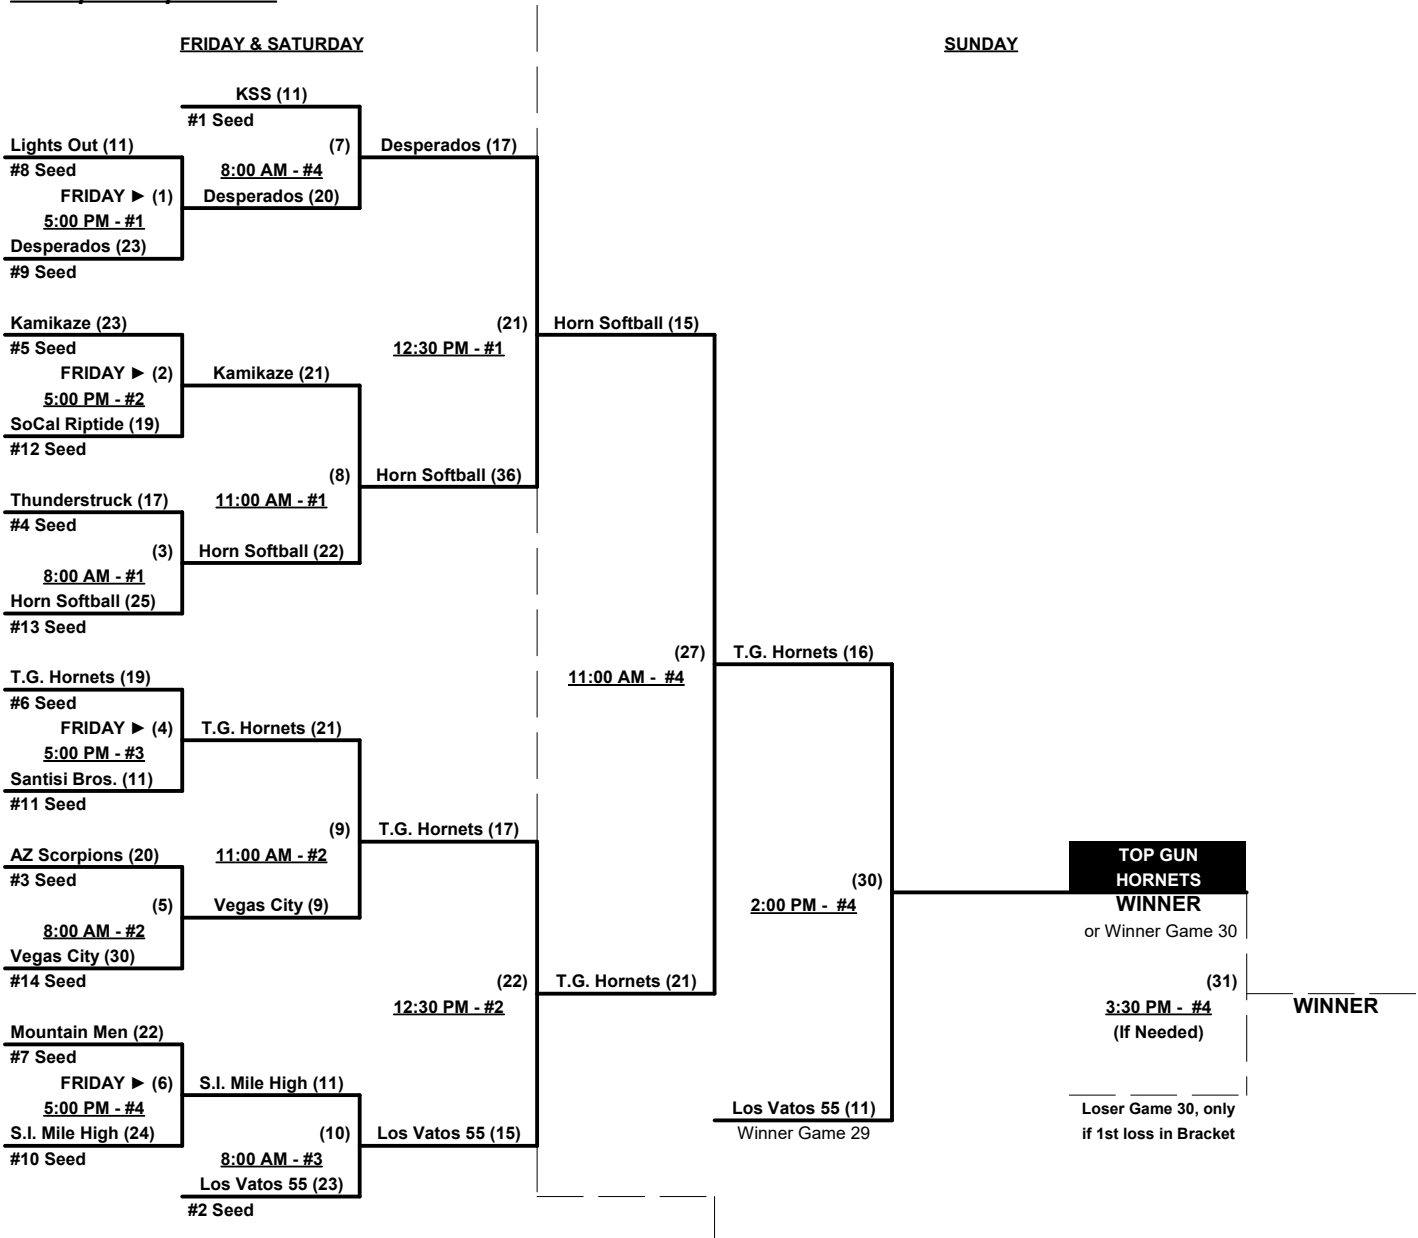 FRIDAY & SATURDAY
SUNDAY
KSS (11)
#1 Seed
Lights Out (11)
(7)
Desperados (17)
#8 Seed
8:00 AM - #4
FRIDAY ► (1)
Desperados (20)
5:00 PM - #1
Desperados (23)
#9 Seed
Kamikaze (23)
(21)
Horn Softball (15)
#5 Seed
12:30 PM - #1
FRIDAY ► (2)
Kamikaze (21)
5:00 PM - #2
SoCal Riptide (19)
#12 Seed
(8)
Horn Softball (36)
Thunderstruck (17)
11:00 AM - #1
#4 Seed
(3)
Horn Softball (22)
8:00 AM - #1
Horn Softball (25)
#13 Seed
(27)
T.G. Hornets (16)
T.G. Hornets (19)
11:00 AM - #4
#6 Seed
FRIDAY ► (4)
T.G. Hornets (21)
5:00 PM - #3
Santisi Bros. (11)
#11 Seed
(9)
T.G. Hornets (17)
AZ Scorpions (20)
11:00 AM - #2
TOP GUN
#3 Seed
(30)
HORNETS
(5)
Vegas City (9)
2:00 PM - #4
WINNER
8:00 AM - #2
or Winner Game 30
Vegas City (30)
#14 Seed
(22)
T.G. Hornets (21)
(31)
12:30 PM - #2
3:30 PM - #4
WINNER
Mountain Men (22)
(If Needed)
#7 Seed
FRIDAY ► (6)
S.I. Mile High (11)
5:00 PM - #4
Los Vatos 55 (11)
Loser Game 30, only
S.I. Mile High (24)
(10)
Los Vatos 55 (15)
Winner Game 29
if 1st loss in Bracket
#10 Seed
8:00 AM - #3
Los Vatos 55 (23)
#2 Seed